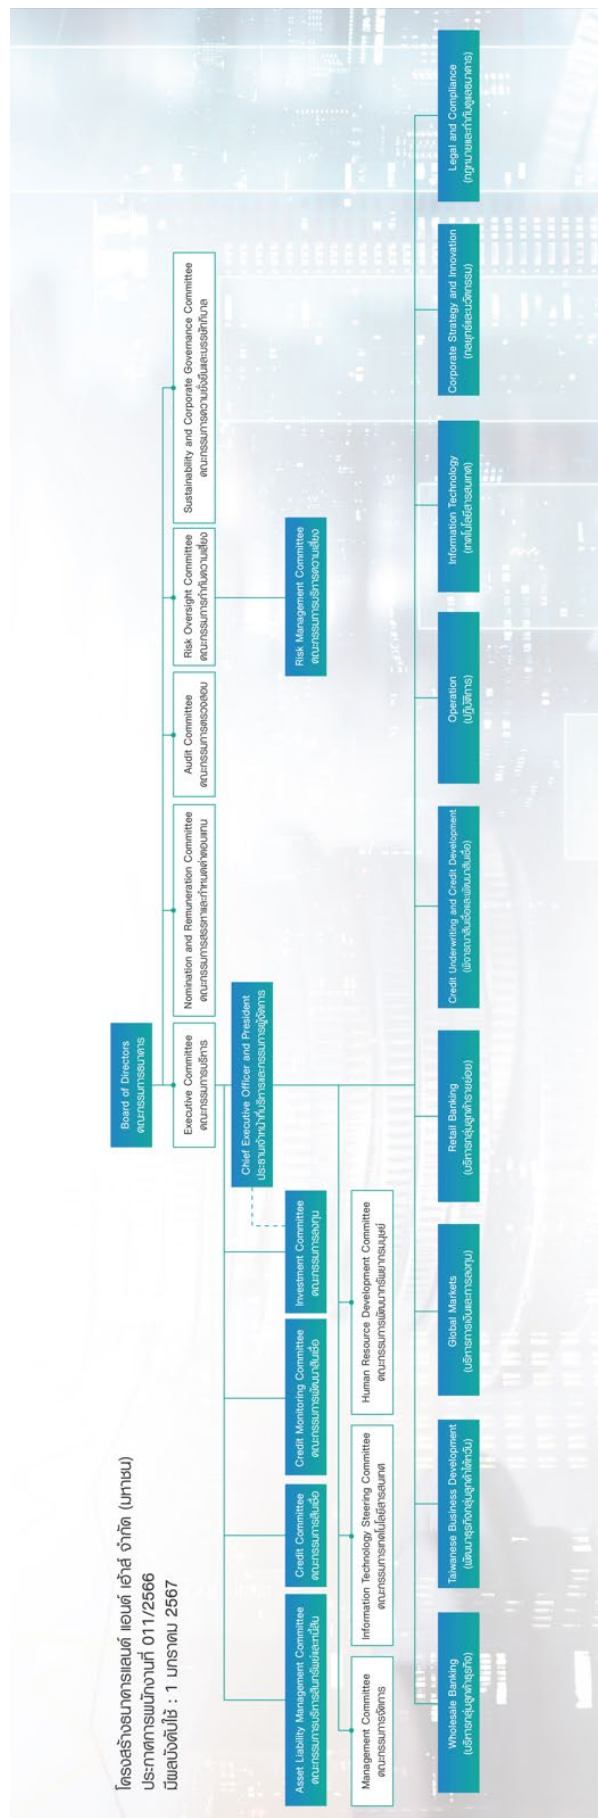 โครงสร้างธนาคารแลนด์ แอนด์ เฮ้าส์ จำกัด (มหาชน)
ประกาศการพนักงานที่ 011/2566
มีผลบังคับใช้ : 1 มกราคม 2567
Board of Directors
คณะกรรมการธนาคาร
Executive Committee
คณะกรรมการบริหาร
Nomination and Remuneration Committee
คณะกรรมการสรรหาและกำหนดค่าตอบแทน
Audit Committee
คณะกรรมการตรวจสอบ
Risk Oversight Committee
คณะกรรมการกำกับความเสี่ยง
Sustainability and Corporate Governance Committee
คณะกรรมการความยั่งยืนและบรรษัทภิบาล
Chief Executive Officer and President
ประธานเจ้าหน้าที่บริหารและกรรมการผู้จัดการ
Asset Liability Management Committee
คณะกรรมการบริหารสินทรัพย์และหนี้สิน
Credit Committee
คณะกรรมการสินเชื่อ
Credit Monitoring Committee
คณะกรรมการพัฒนาสินเชื่อ
Investment Committee
คณะกรรมการลงทุน
Risk Management Committee
คณะกรรมการบริหารความเสี่ยง
Management Committee
คณะกรรมการจัดการ
Information Technology Steering Committee
คณะกรรมการเทคโนโลยีสารสนเทศ
Human Resource Development Committee
คณะกรรมการพัฒนาทรัพยากรมนุษย์
Wholesale Banking
(บริหารกลุ่มลูกค้าธุรกิจ)
Taiwanese Business Development
(พัฒนาธุรกิจกลุ่มลูกค้าไต้หวัน)
Global Markets
(บริหารการเงินและการลงทุน)
Retail Banking
(บริหารกลุ่มลูกค้ารายย่อย)
Credit Underwriting and Credit Development
(พิจารณาสินเชื่อและพัฒนาสินเชื่อ)
Operation
(ปฏิบัติการ)
Information Technology
(เทคโนโลยีสารสนเทศ)
Corporate Strategy and Innovation
(กลยุทธ์และนวัตกรรม)
Legal and Compliance
(กฎหมายและกำกับดูแลธนาคาร)